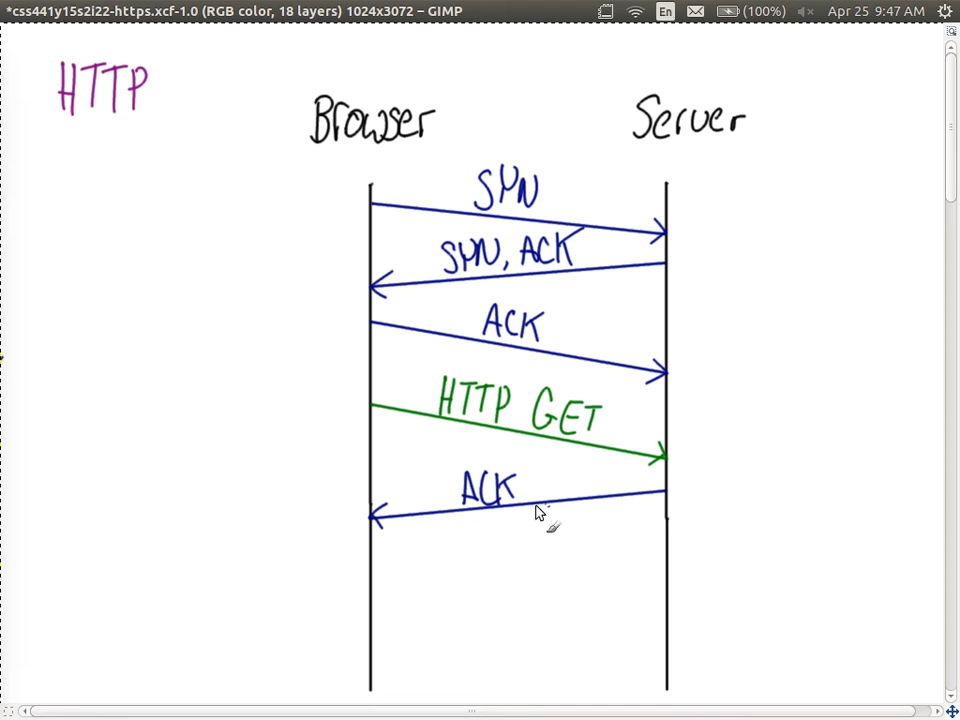 *css441y15s2i22-https.xcf-1.0 (RGB color, 18 layers) 1024x3072 – GIMP En (100%) Apr 25 9:47 AM
HTTP
Browser Server
SYN
SYN, ACK
ACK
HTTP GET
ACK